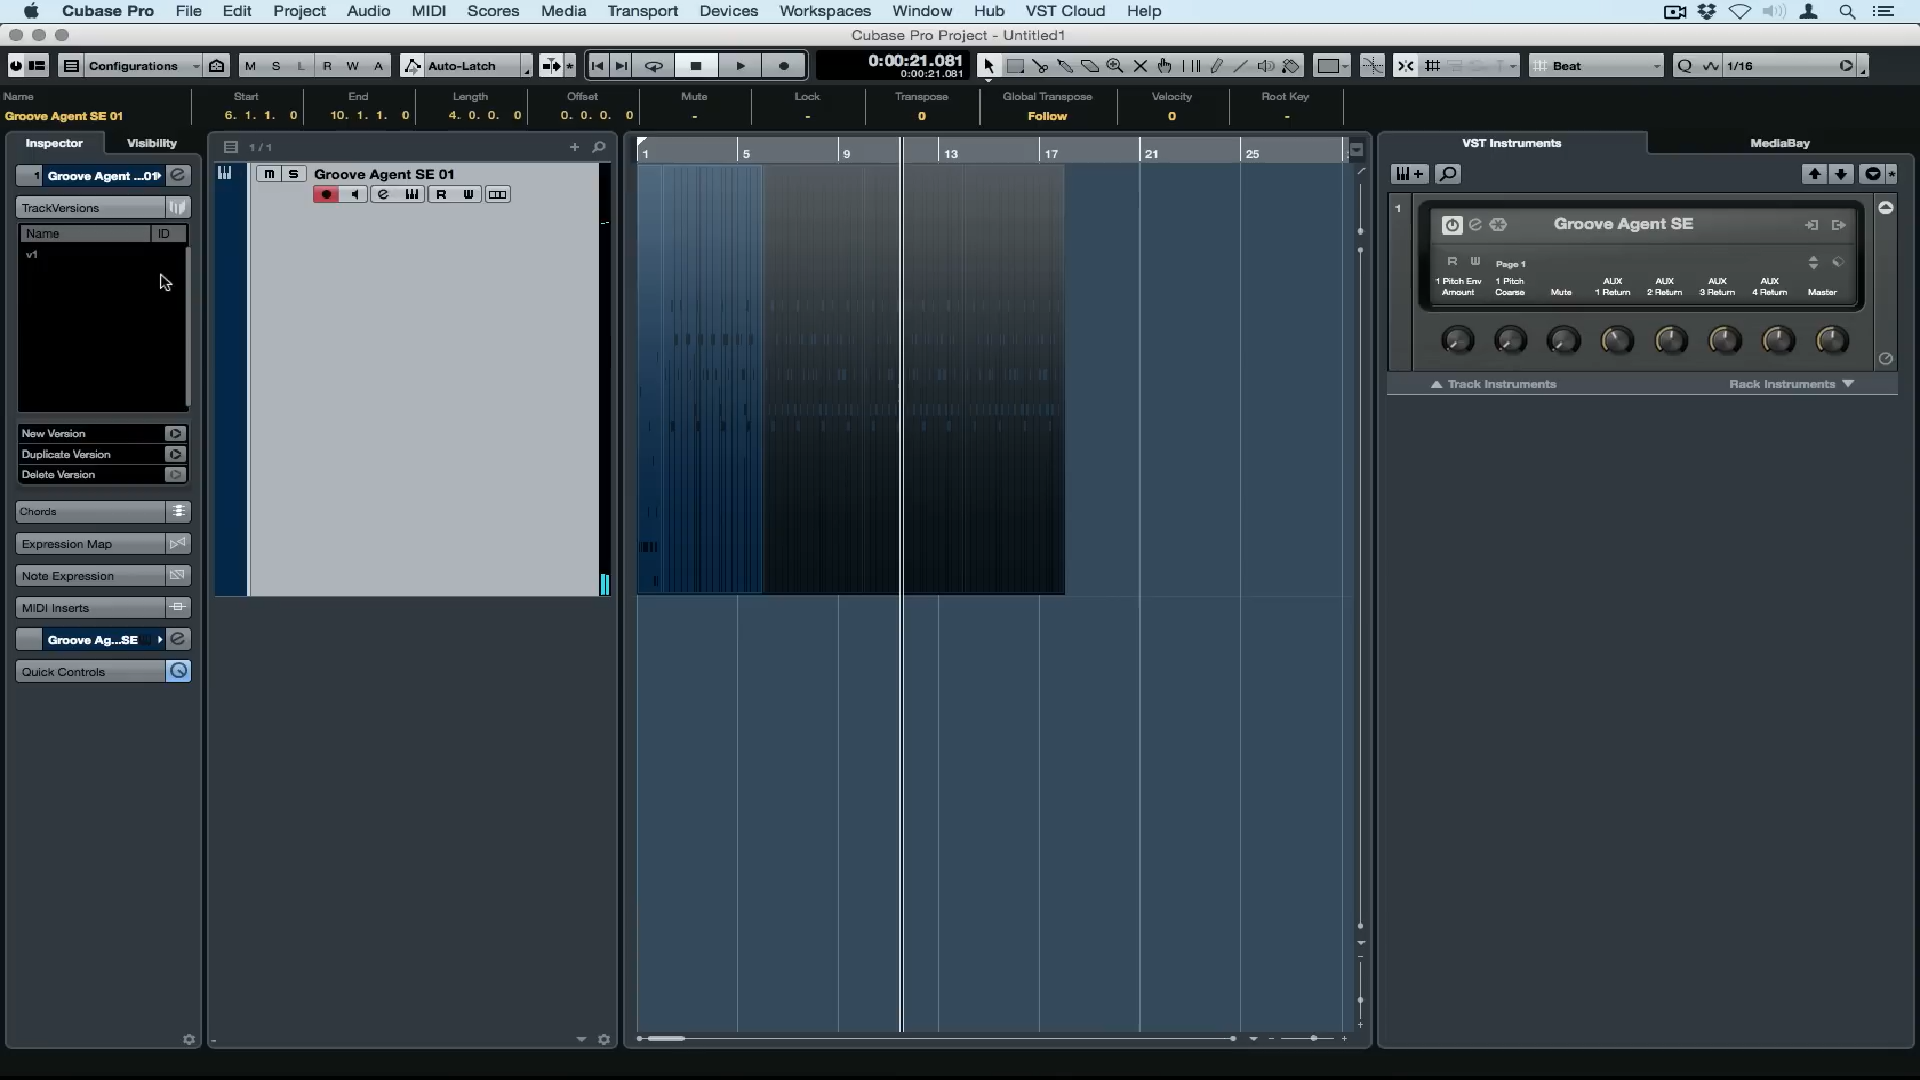 Cubase Pro File Edit Project Audio MIDI Scores Media Transport Devices Workspaces Window Hub VST Cloud Help
Cubase Pro Project - Untitled1
Configurations M S L R W A Auto-Latch 0:00:21.081 Beat Q 1/16
0:00:21.081
Name Start End Length Offset Mute Lock Transpose Global Transpose Velocity Root Key
Groove Agent SE 01 6. 1. 1. 0 10. 1. 1. 0 4. 0. 0. 0 0. 0. 0. 0 - - 0 Follow 0 -
Inspector Visibility 1/1 1 5 9 13 17 21 25 VST Instruments MediaBay
1 Groove Agent ...01
m S Groove Agent SE 01
R W
TrackVersions
Name ID
v1
New Version
Duplicate Version
Delete Version
Chords
Expression Map
Note Expression
MIDI Inserts
Groove Ag...SE
Quick Controls
1 Groove Agent SE
R W Page 1
1 Pitch Env Amount 1 Pitch Coarse Mute AUX 1 Return AUX 2 Return AUX 3 Return AUX 4 Return Master
Track Instruments Rack Instruments